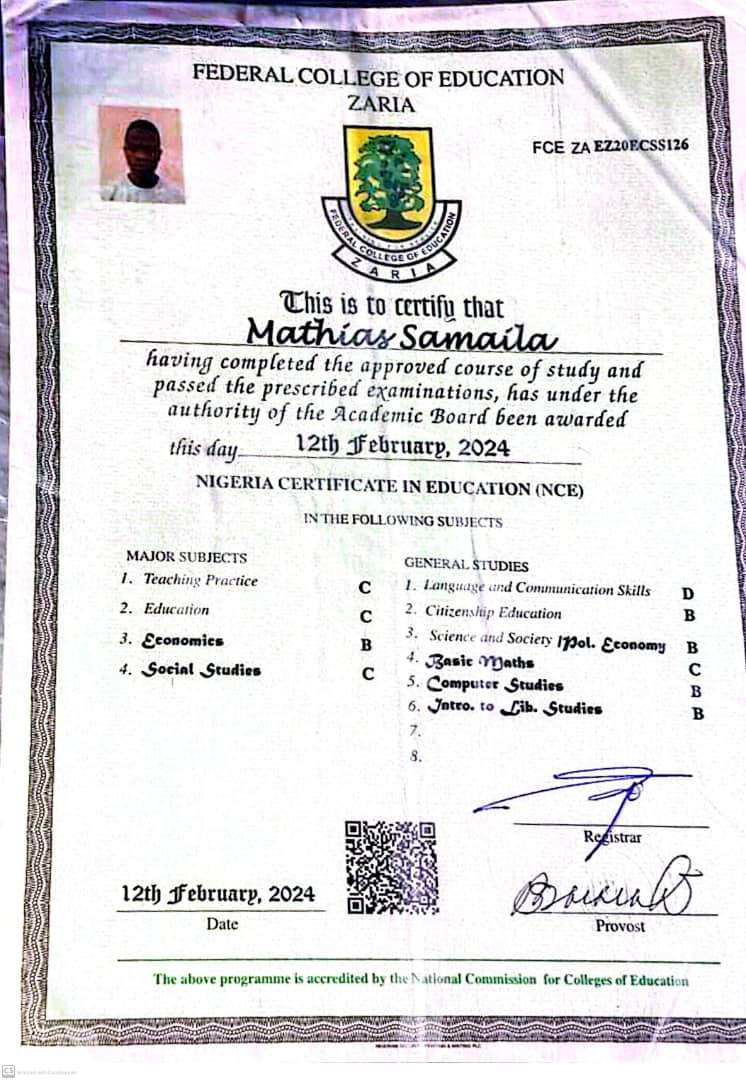 FEDERAL COLLEGE OF EDUCATION
ZARIA
FCE ZA EZ20ECSS126
FEDERAL COLLEGE OF EDUCATION
ZARIA
This is to certify that
Mathias Samaila
having completed the approved course of study and
passed the prescribed examinations, has under the
authority of the Academic Board been awarded
this day 12th February, 2024
NIGERIA CERTIFICATE IN EDUCATION (NCE)
IN THE FOLLOWING SUBJECTS
MAJOR SUBJECTS
1. Teaching Practice C
2. Education C
3. Economics B
4. Social Studies C
GENERAL STUDIES
1. Language and Communication Skills D
2. Citizenship Education B
3. Science and Society /Pol. Economy B
4. Basic Maths C
5. Computer Studies B
6. Intro. to Lib. Studies B
7.
8.
Registrar
12th February, 2024
Date
Provost
The above programme is accredited by the National Commission for Colleges of Education
CS Scanned with CamScanner